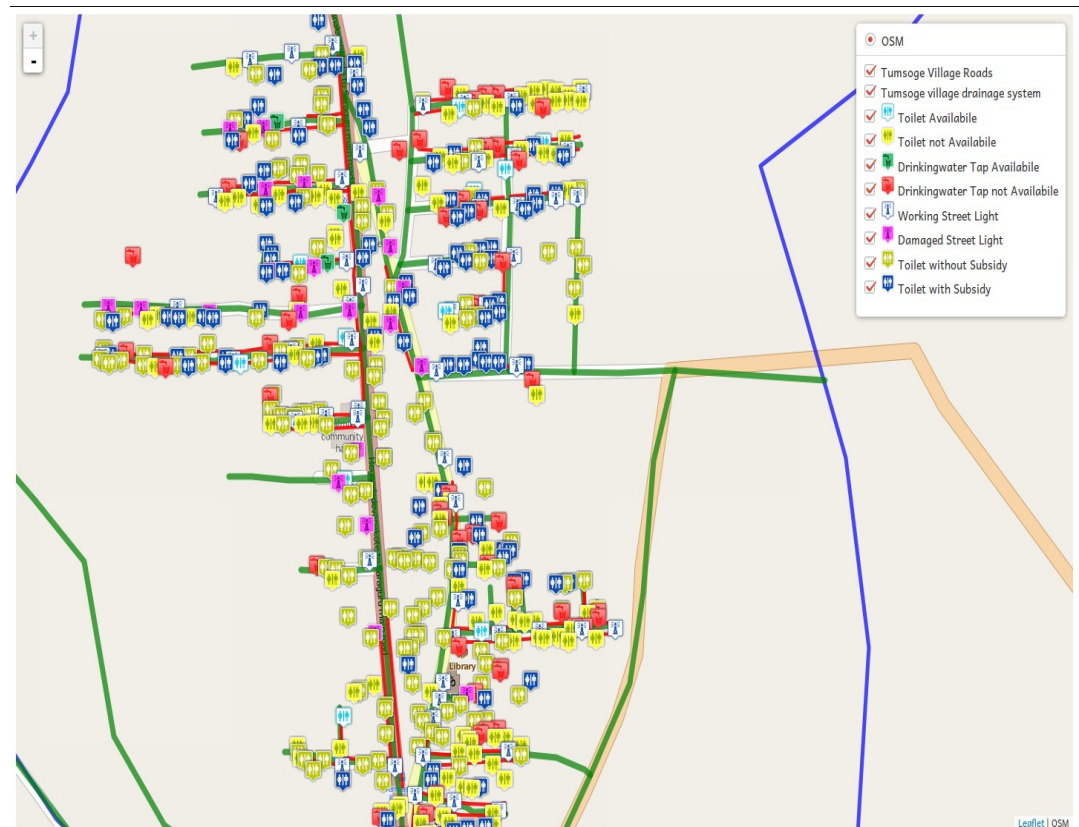 +
-
OSM
Tumsoge Village Roads
Tumsoge village drainage system
Toilet Availabile
Toilet not Availabile
Drinkingwater Tap Availabile
Drinkingwater Tap not Availabile
Working Street Light
Damaged Street Light
Toilet without Subsidy
Toilet with Subsidy
community
Library
Leaflet | OSM